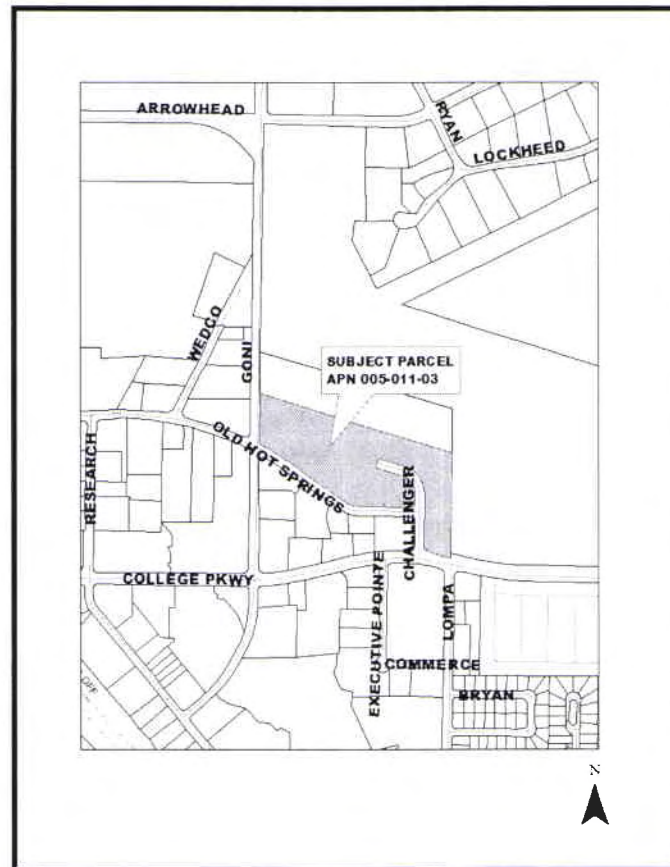 ARROWHEAD
RYAN
LOCKHEED
WEDCO
GONI
SUBJECT PARCEL
APN 005-011-03
OLD HOT SPRINGS
RESEARCH
CHALLENGER
COLLEGE PKWY
EXECUTIVE POINTE
LOMPA
COMMERCE
BRYAN
OFF
N